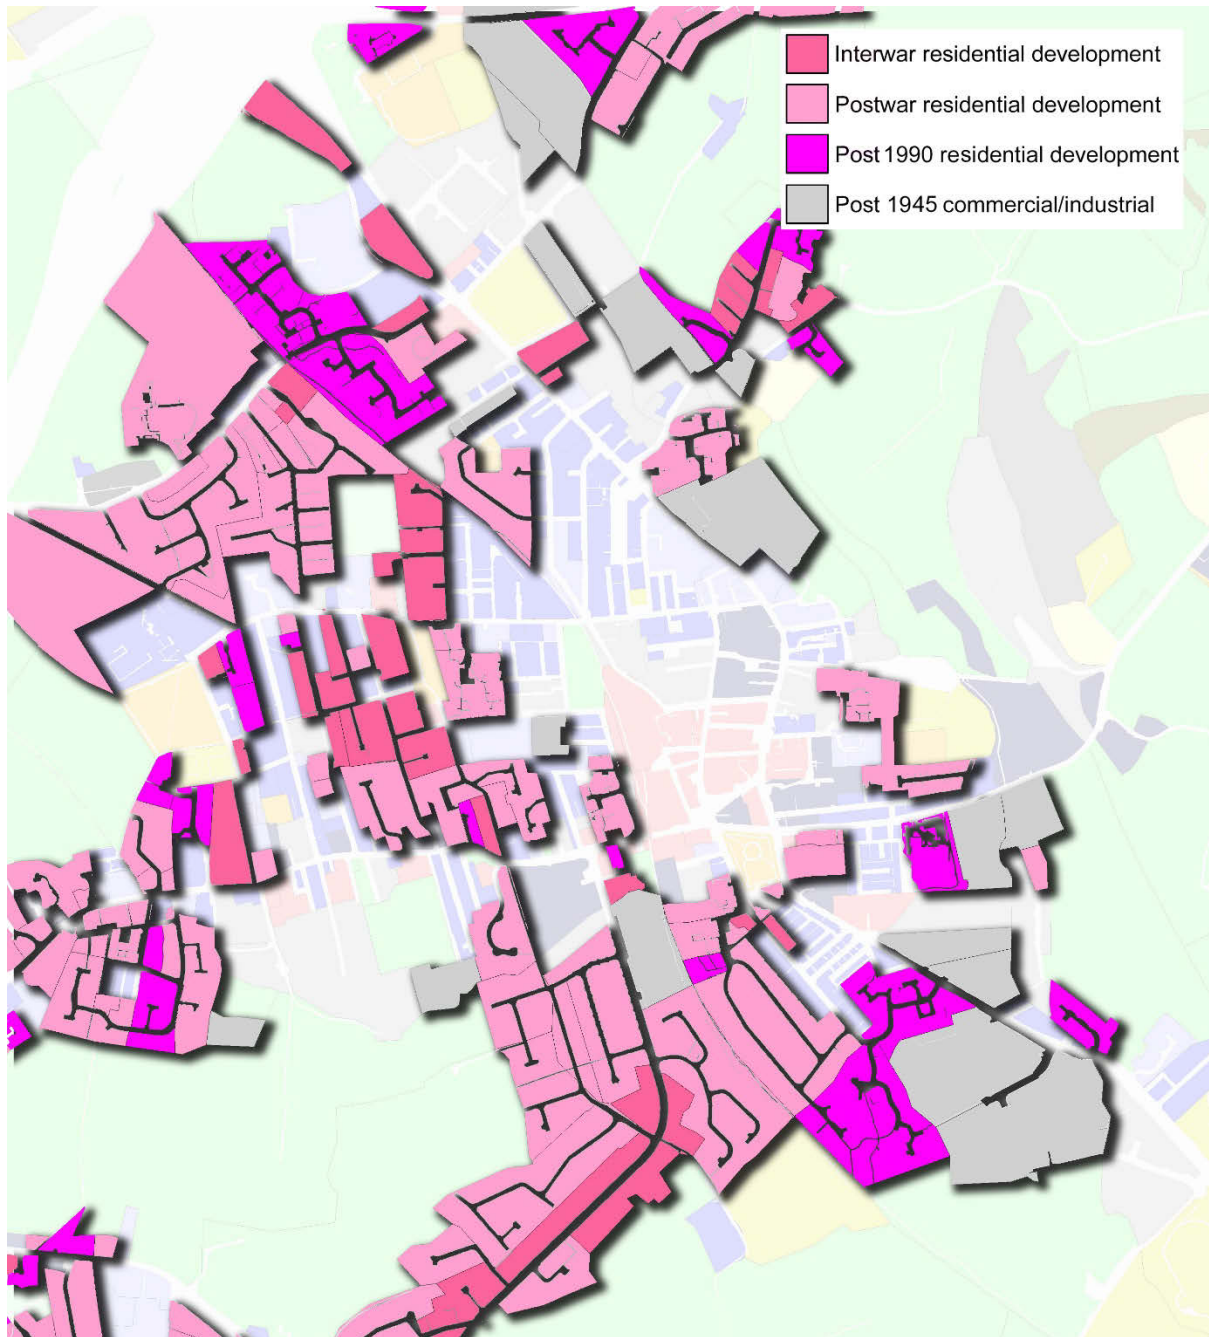 Interwar residential development
Postwar residential development
Post 1990 residential development
Post 1945 commercial/industrial